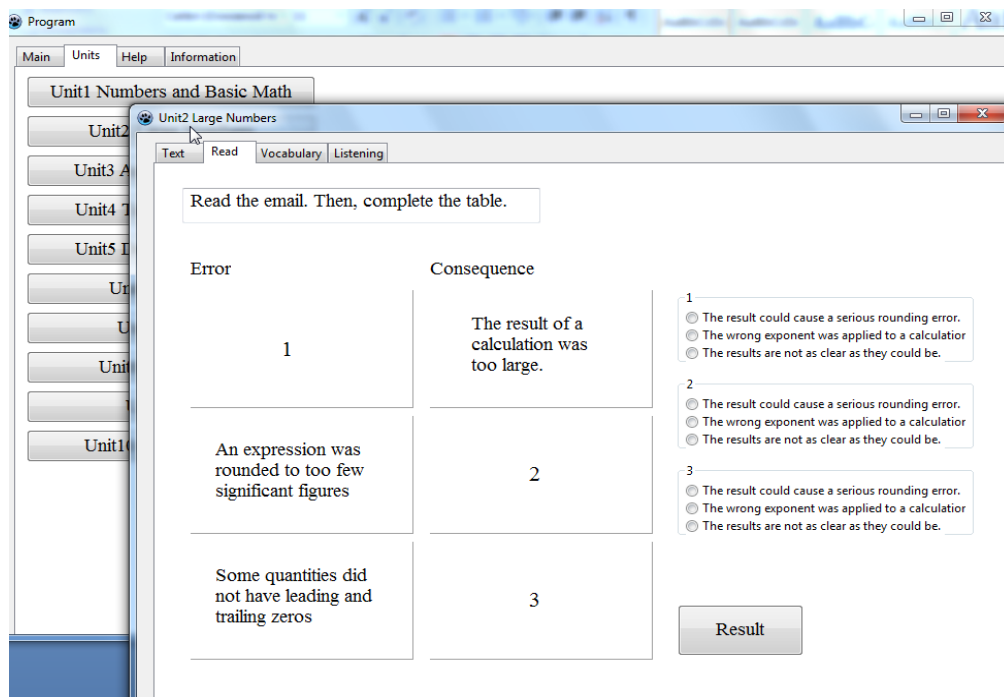 Program
Main Units Help Information
Unit1 Numbers and Basic Math
Unit2
Unit3 A
Unit4
Unit5
Unit10
Unit2 Large Numbers
Text Read Vocabulary Listening
Read the email. Then, complete the table.
Error Consequence
1
The result of a
calculation was
too large.
An expression was
rounded to too few
significant figures
2
Some quantities did
not have leading and
trailing zeros
3
1
The result could cause a serious rounding error.
The wrong exponent was applied to a calculation
The results are not as clear as they could be.
2
The result could cause a serious rounding error.
The wrong exponent was applied to a calculation
The results are not as clear as they could be.
3
The result could cause a serious rounding error.
The wrong exponent was applied to a calculation
The results are not as clear as they could be.
Result